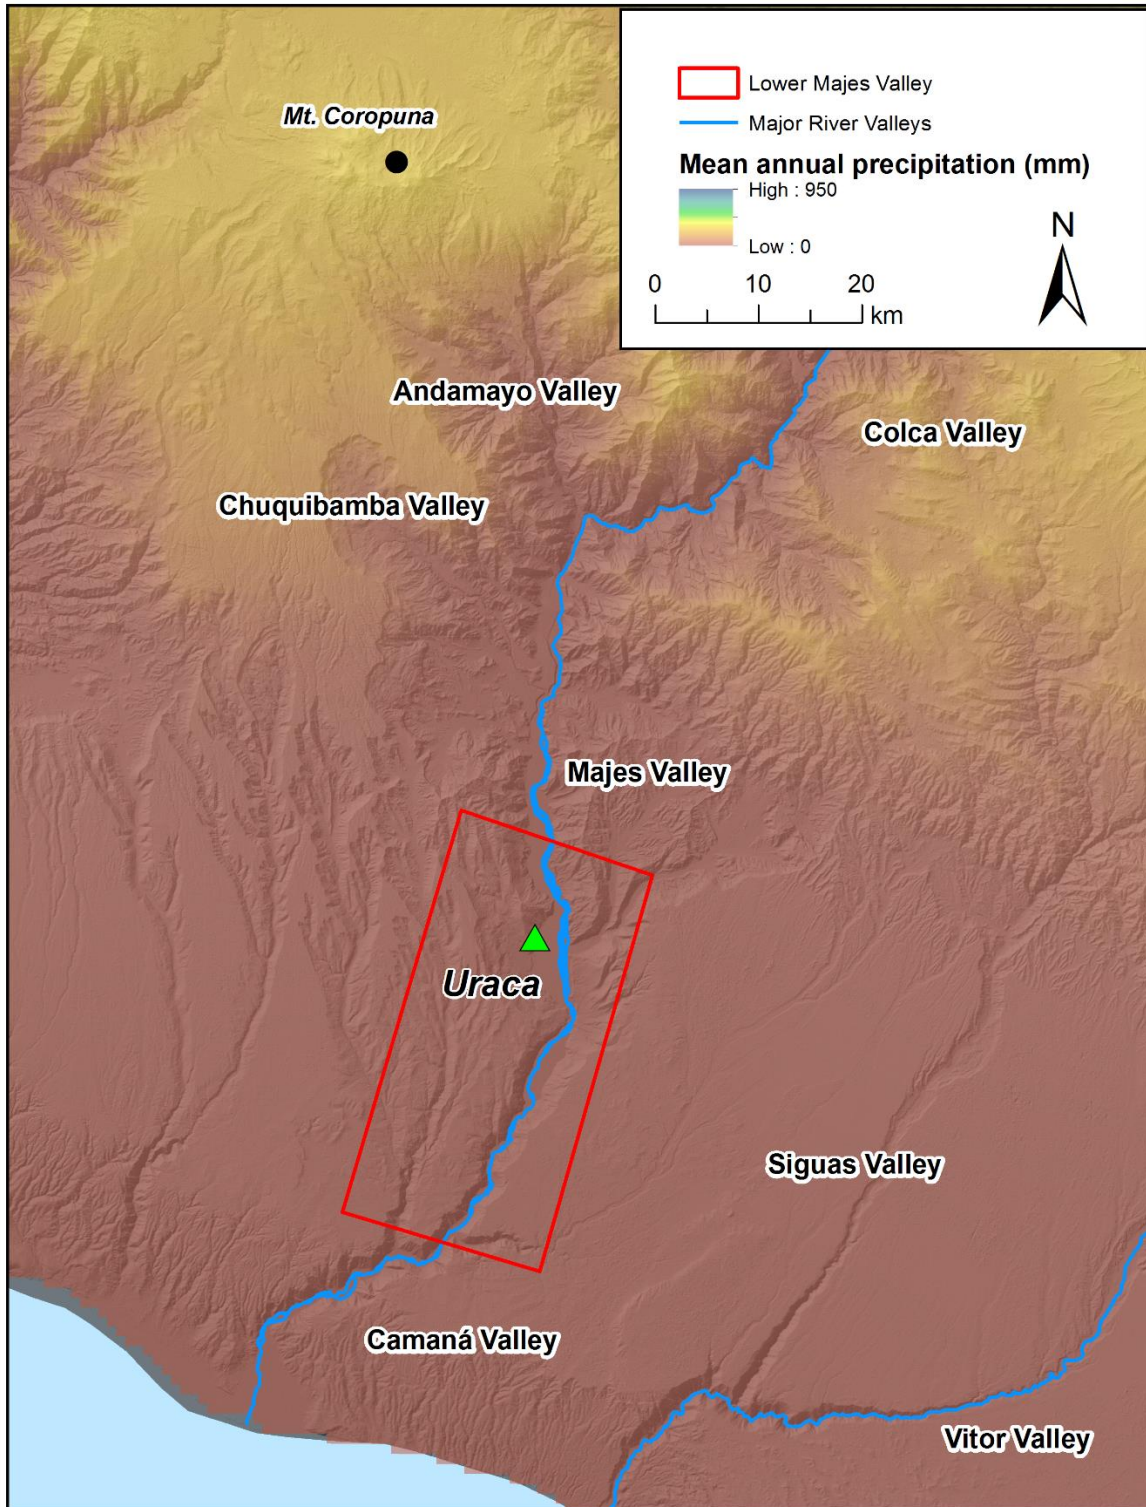 Mt. Coropuna
Lower Majes Valley
Major River Valleys
Mean annual precipitation (mm)
High : 950
Low : 0
N
0 10 20
km
Andamayo Valley
Colca Valley
Chuquibamba Valley
Majes Valley
Uraca
Siguas Valley
Camaná Valley
Vitor Valley